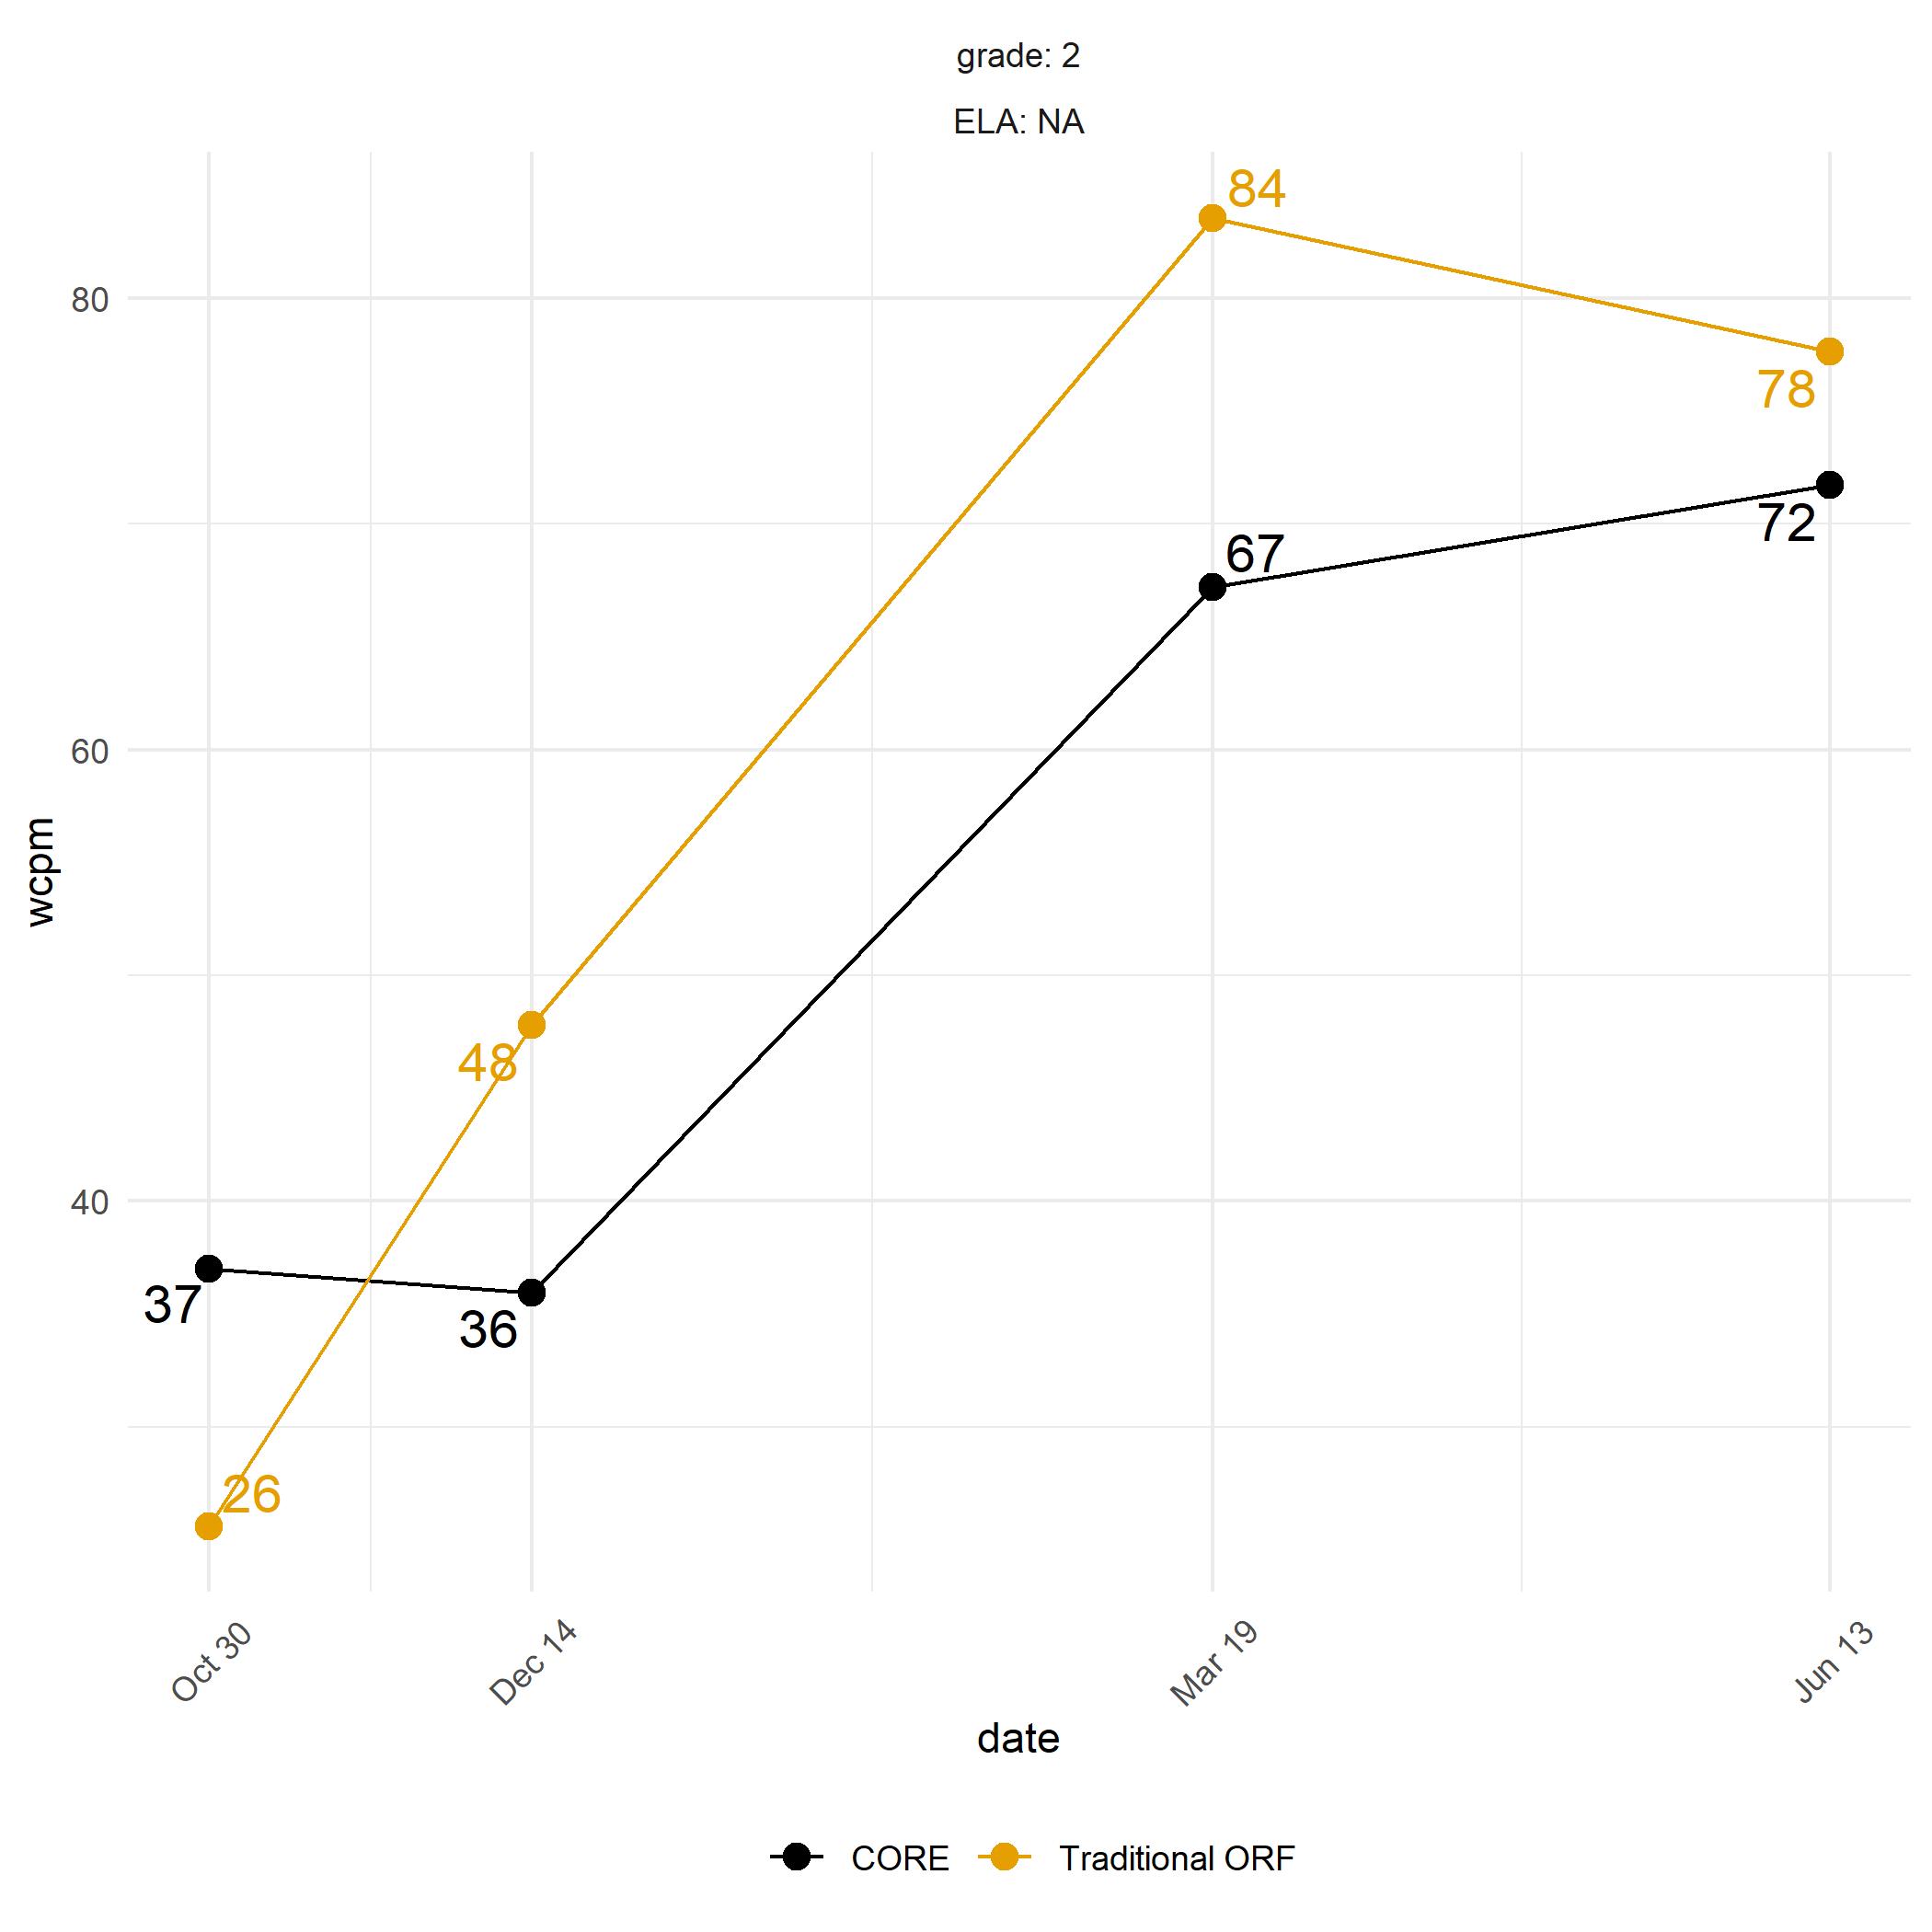 grade: 2
ELA: NA
84
80
78
72
67
60
wcpm
48
40
37
36
26
Oct 30
Dec 14
Mar 19
Jun 13
date
CORE
Traditional ORF